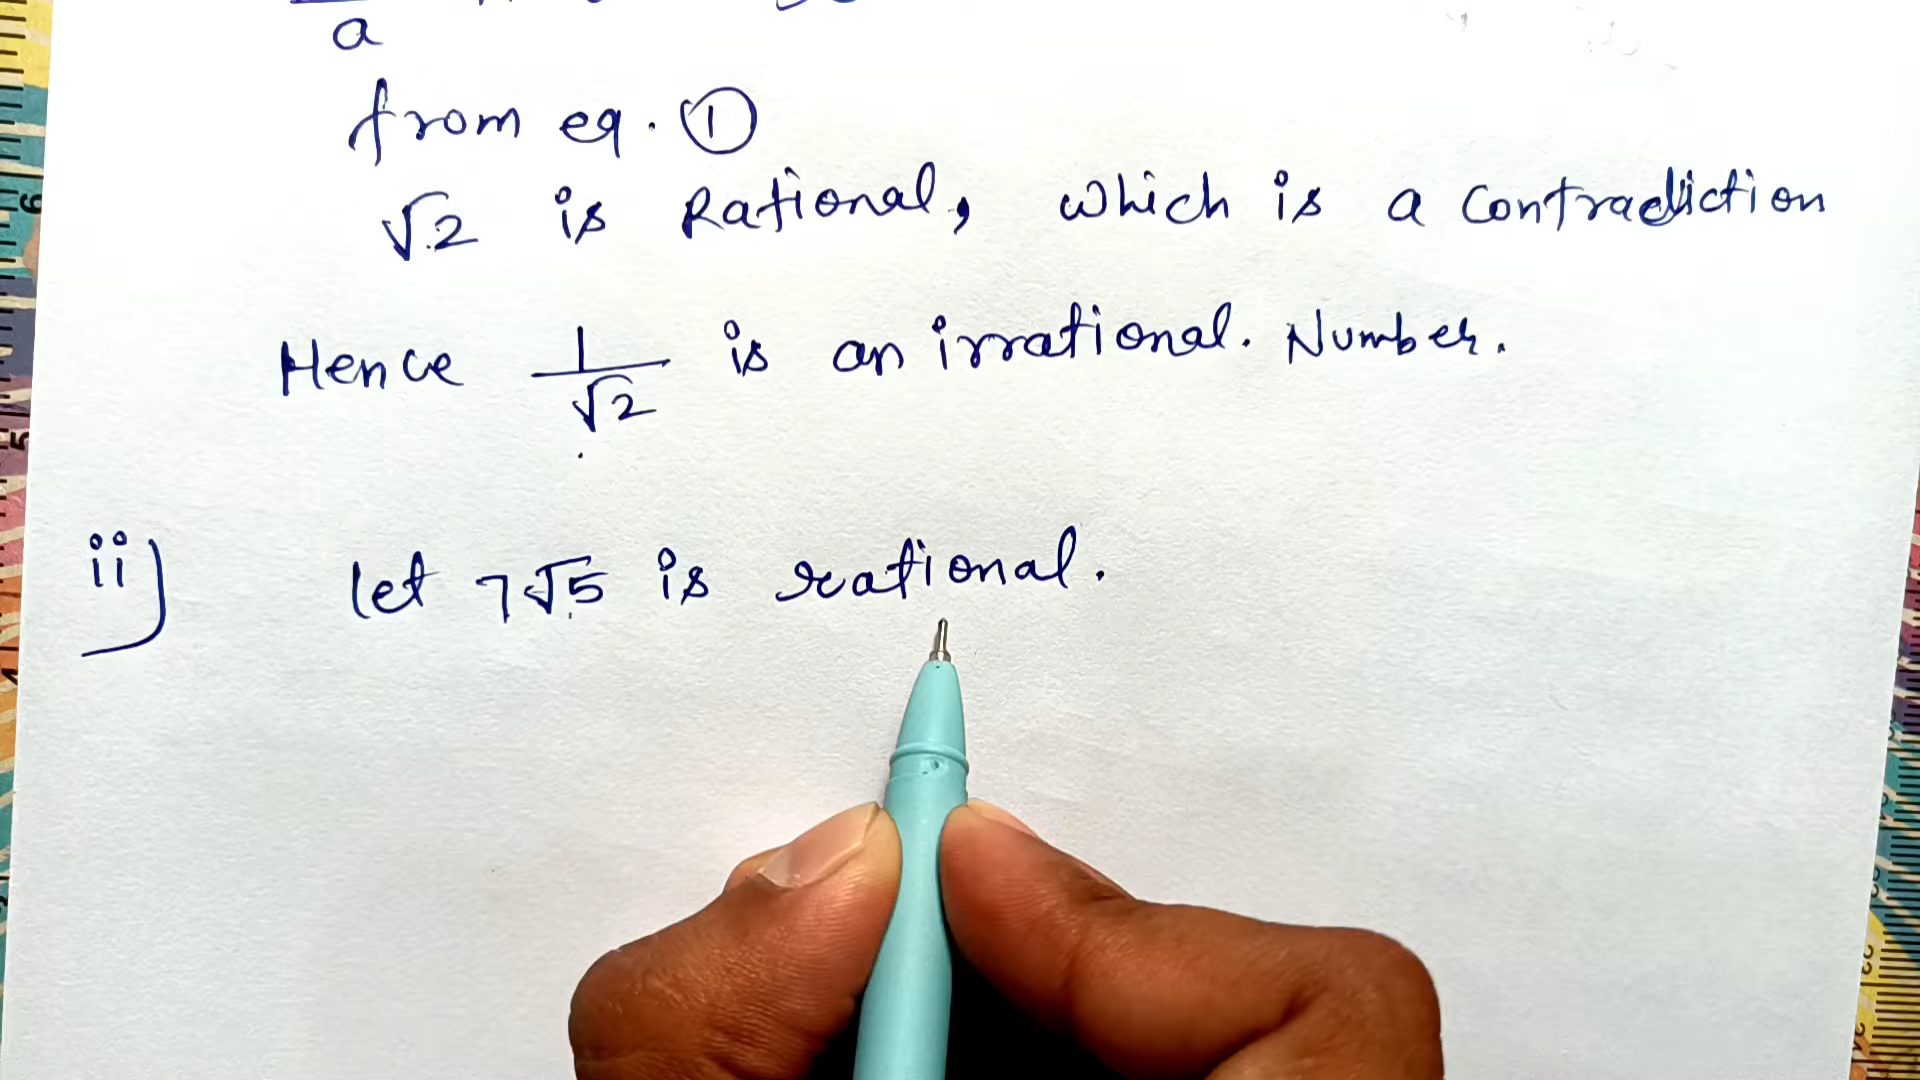 a
from eq. ①
√2 is Rational, which is a contradiction
Hence 1/√2 is an irrational. Number.
ii) let 7√5 is rational.